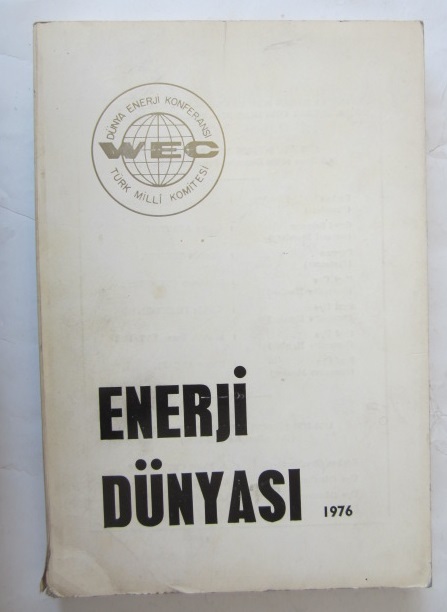 DÜNYA ENERJİ KONFERANSI
WEC
TÜRK MİLLİ KOMİTESİ
ENERJİ
DÜNYASI 1976